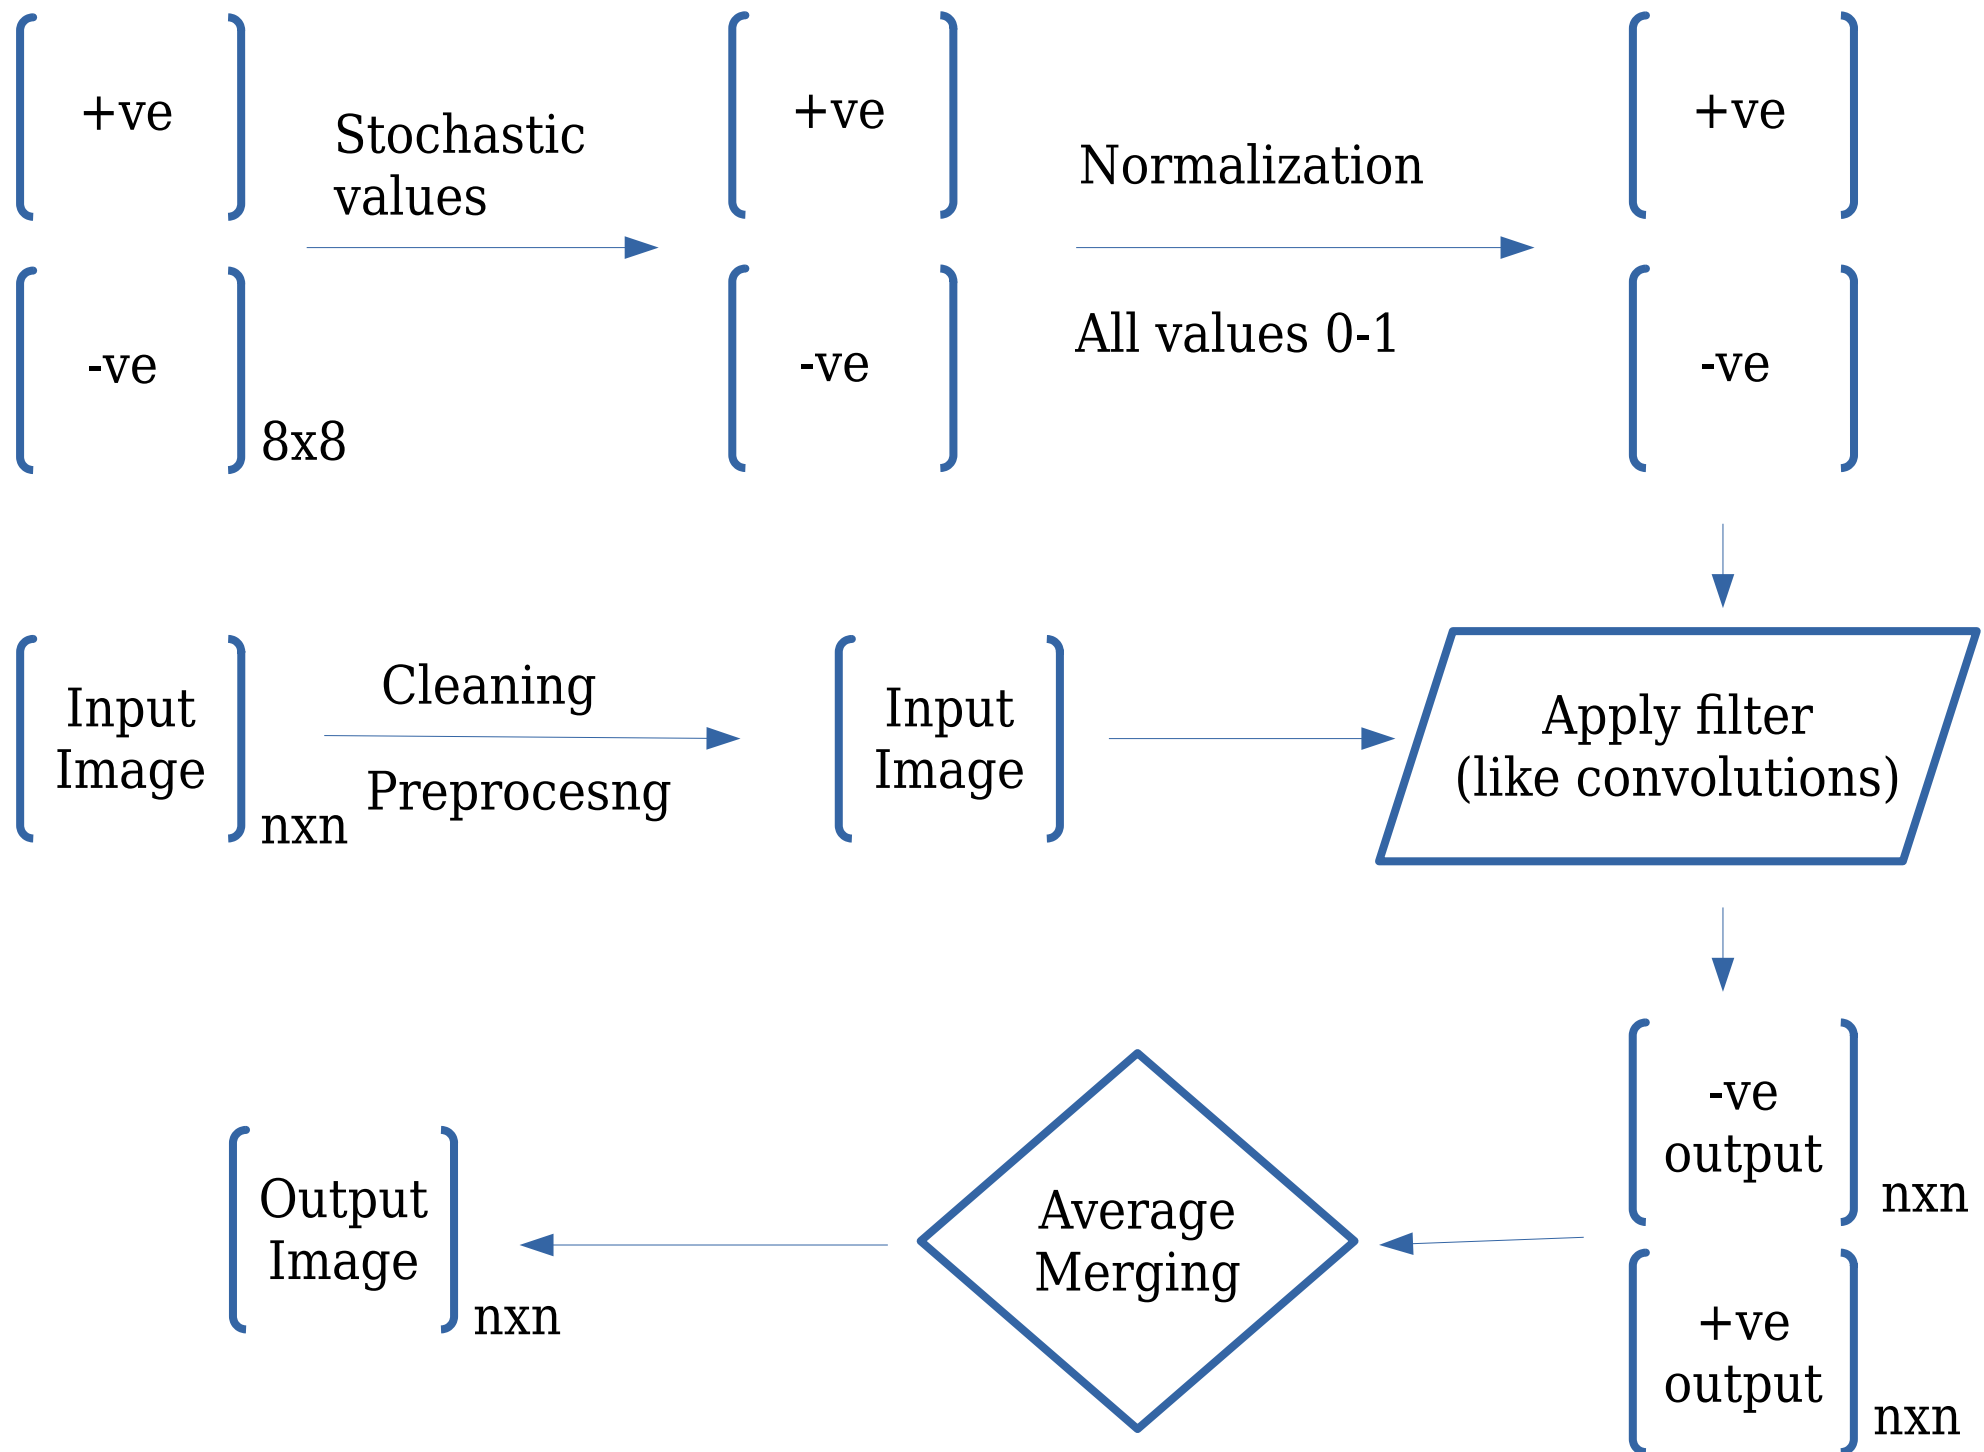 +ve
Stochastic
values
+ve
Normalization
+ve
-ve
8x8
-ve
All values 0-1
-ve
Input
Image
nxn
Cleaning
Preprocesng
Input
Image
Apply filter
(like convolutions)
-ve
output
nxn
Output
Image
nxn
Average
Merging
+ve
output
nxn